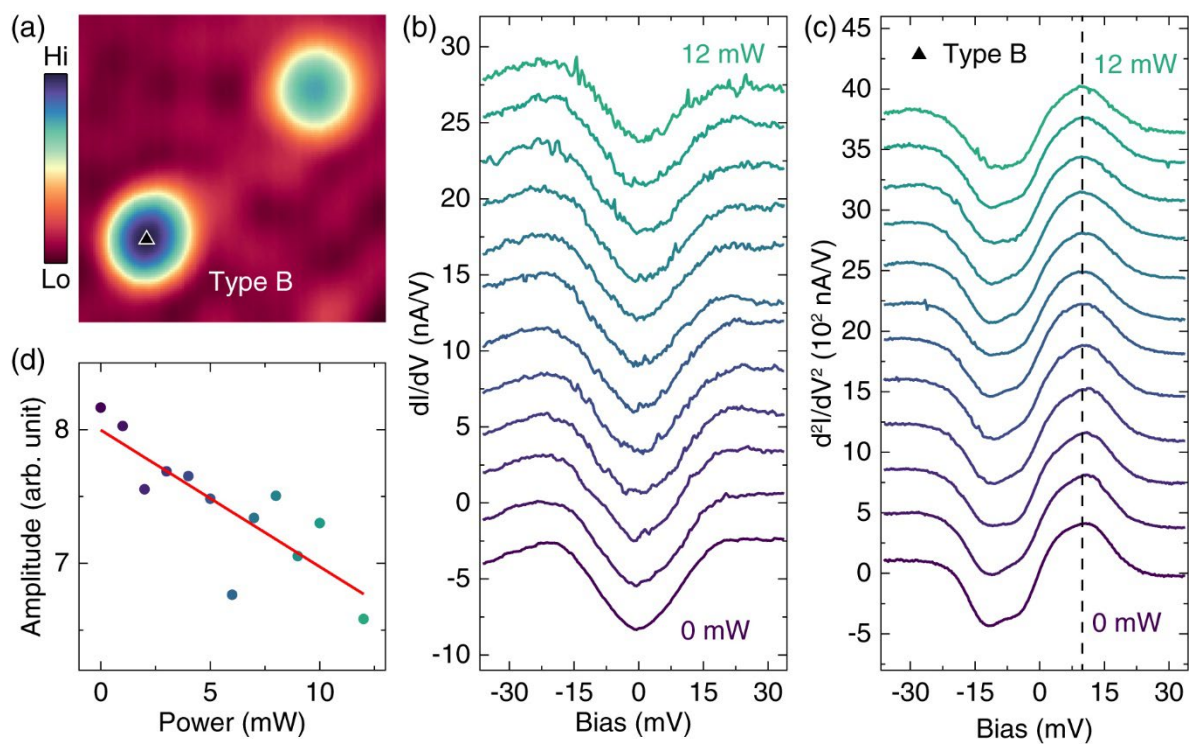 (a)
Hi
Lo
Type B
(b)
30
25
20
15
10
5
0
-5
-10
dI/dV (nA/V)
12 mW
0 mW
-30 -15 0 15 30
Bias (mV)
(c)
45
40
35
30
25
20
15
10
5
0
-5
d²I/dV² (10² nA/V)
▲ Type B
12 mW
0 mW
-30 -15 0 15 30
Bias (mV)
(d)
8
7
Amplitude (arb. unit)
0 5 10
Power (mW)